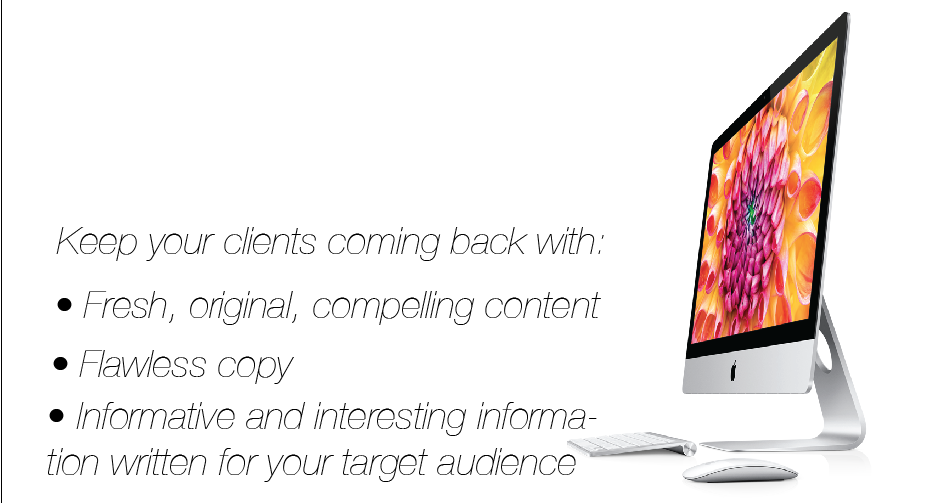 Keep your clients coming back with:
• Fresh, original, compelling content
• Flawless copy
• Informative and interesting informa-
tion written for your target audience